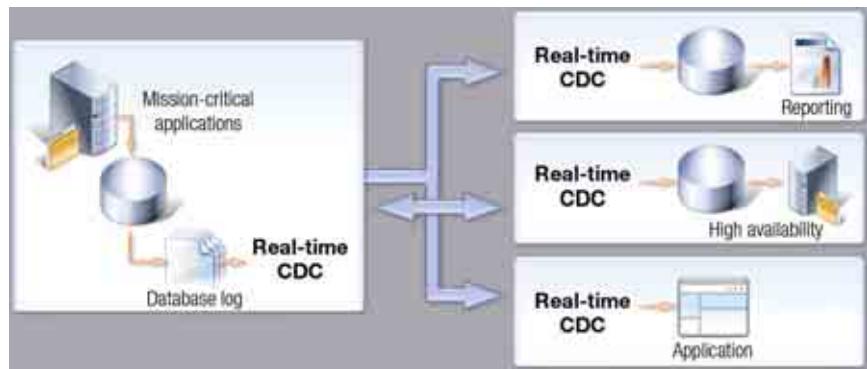 Mission-critical
applications
Database log
Real-time
CDC
Real-time
CDC
Reporting
Real-time
CDC
High availability
Real-time
CDC
Application